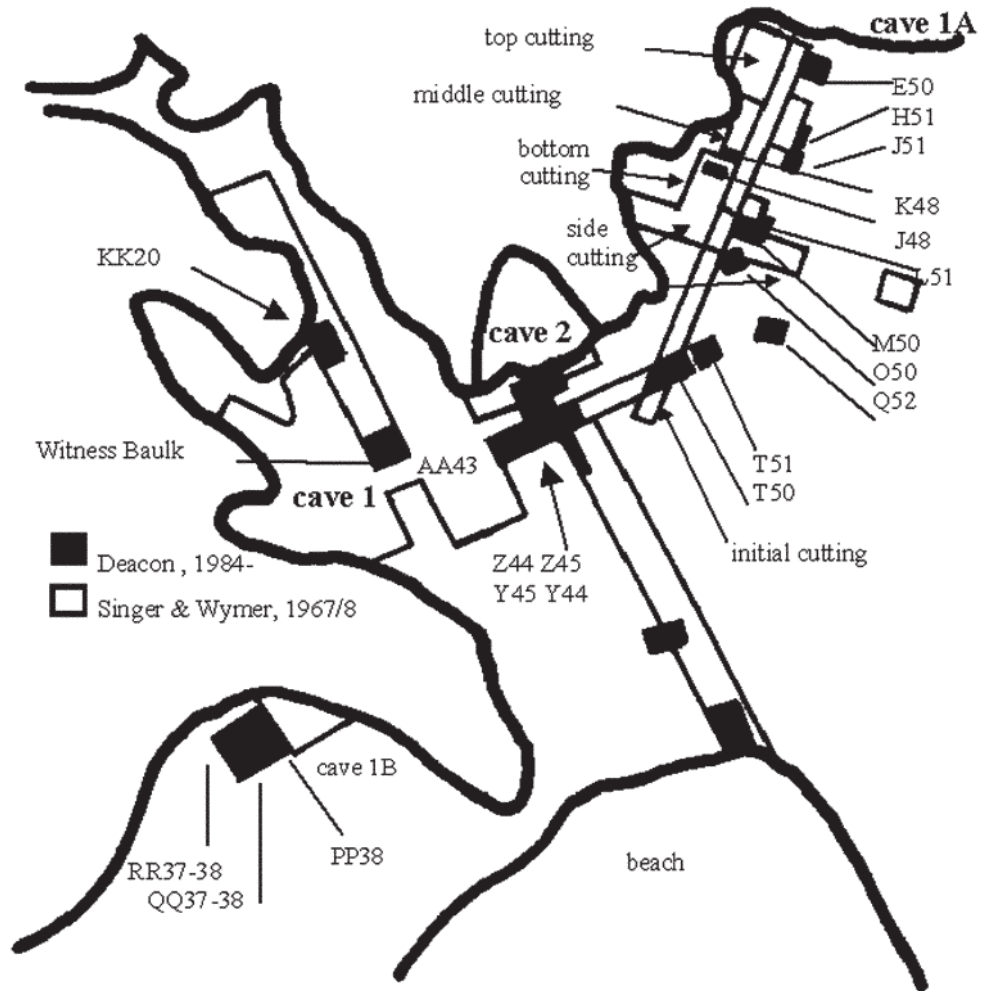 cave 1A
top cutting
E50
middle cutting
H51
J51
bottom
cutting
K48
side
cutting
J48
KK20
L51
cave 2
M50
O50
Q52
Witness Baulk
AA43
T51
T50
cave 1
initial cutting
Deacon , 1984-
Z44 Z45
Y45 Y44
Singer & Wymer, 1967/8
cave 1B
PP38
beach
RR37-38
QQ37-38